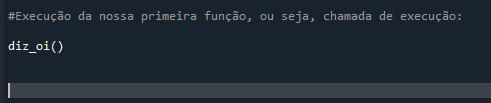 #Execução da nossa primeira função, ou seja, chamada de execução:
diz_oi()